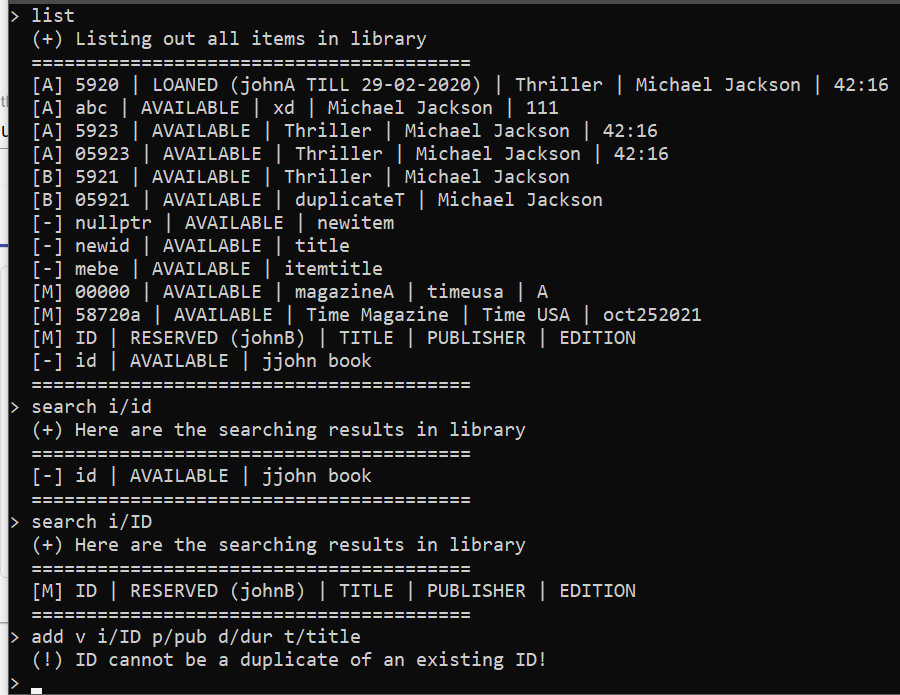 > list
(+) Listing out all items in library
========================================
[A] 5920 | LOANED (johnA TILL 29-02-2020) | Thriller | Michael Jackson | 42:16
[A] abc | AVAILABLE | xd | Michael Jackson | 111
[A] 5923 | AVAILABLE | Thriller | Michael Jackson | 42:16
[A] 05923 | AVAILABLE | Thriller | Michael Jackson | 42:16
[B] 5921 | AVAILABLE | Thriller | Michael Jackson
[B] 05921 | AVAILABLE | duplicateT | Michael Jackson
[-] nullptr | AVAILABLE | newitem
[-] newid | AVAILABLE | title
[-] mebe | AVAILABLE | itemtitle
[M] 00000 | AVAILABLE | magazineA | timeusa | A
[M] 58720a | AVAILABLE | Time Magazine | Time USA | oct252021
[M] ID | RESERVED (johnB) | TITLE | PUBLISHER | EDITION
[-] id | AVAILABLE | jjohn book
========================================
> search i/id
(+) Here are the searching results in library
========================================
[-] id | AVAILABLE | jjohn book
========================================
> search i/ID
(+) Here are the searching results in library
========================================
[M] ID | RESERVED (johnB) | TITLE | PUBLISHER | EDITION
========================================
> add v i/ID p/pub d/dur t/title
(!) ID cannot be a duplicate of an existing ID!
>